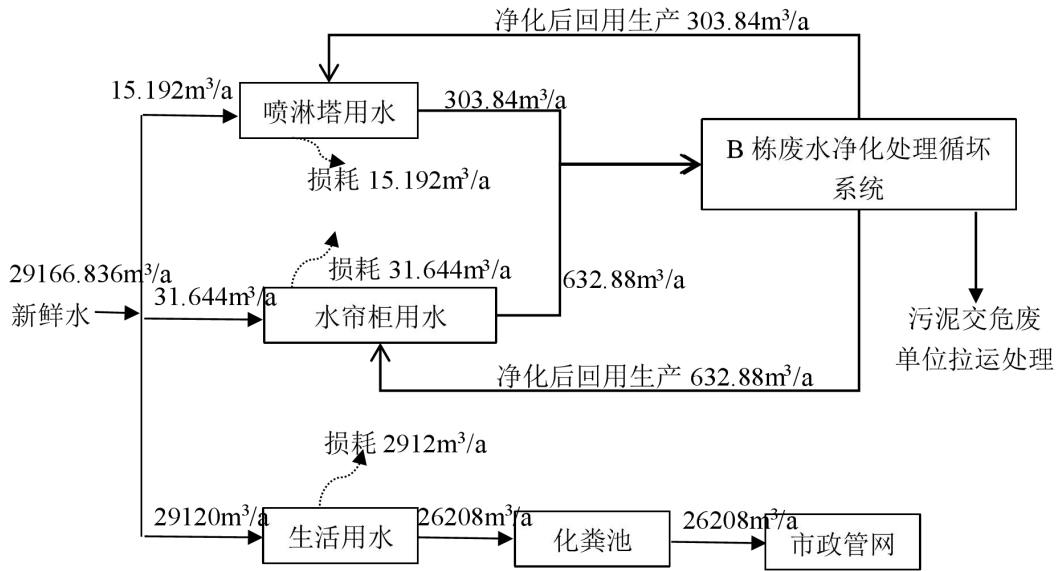 净化后回用生产 303.84m³/a
15.192m³/a
喷淋塔用水
303.84m³/a
B 栋废水净化处理循环
系统
损耗 15.192m³/a
29166.836m³/a
新鲜水
损耗 31.644m³/a
31.644m³/a
水帘柜用水
632.88m³/a
污泥交危废
单位拉运处理
净化后回用生产 632.88m³/a
损耗 2912m³/a
29120m³/a
生活用水
26208m³/a
化粪池
26208m³/a
市政管网